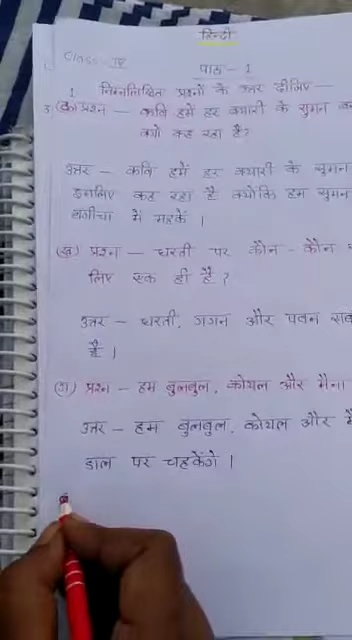 हिन्दी
Class- IV
पाठ - 1
1 निम्नलिखित प्रश्नों के उत्तर दीजिए-
(क) प्रश्न - कवि हमें हर क्यारी के सुमन
क्यों कह रहा है?
उत्तर - कवि हमें हर क्यारी के सुमन
इसलिए कह रहा है क्योंकि हम सुमन
बगीचा में महकें ।
(ख) प्रश्न - धरती पर कौन - कौन
लिए एक ही है ?
उत्तर - धरती, गगन और पवन सब
है ।
(ग) प्रश्न - हम बुलबुल, कोयल और मैना
उत्तर - हम बुलबुल, कोयल और
डाल पर चहकेंगे ।